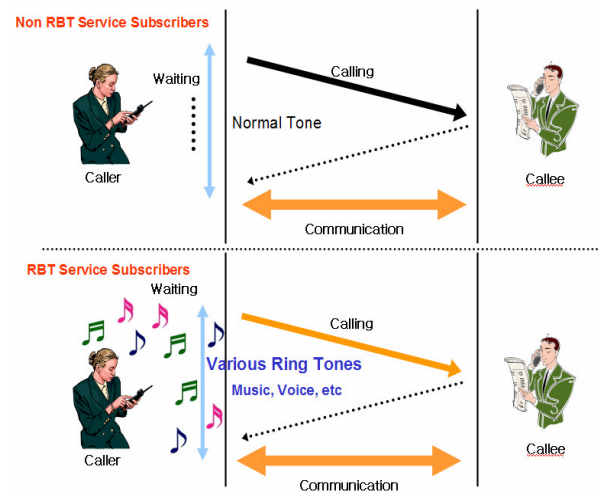 Non RBT Service Subscribers
Waiting
Calling
Normal Tone
Caller
Callee
Communication
RBT Service Subscribers
Waiting
Calling
Various Ring Tones
Music, Voice, etc
Caller
Callee
Communication